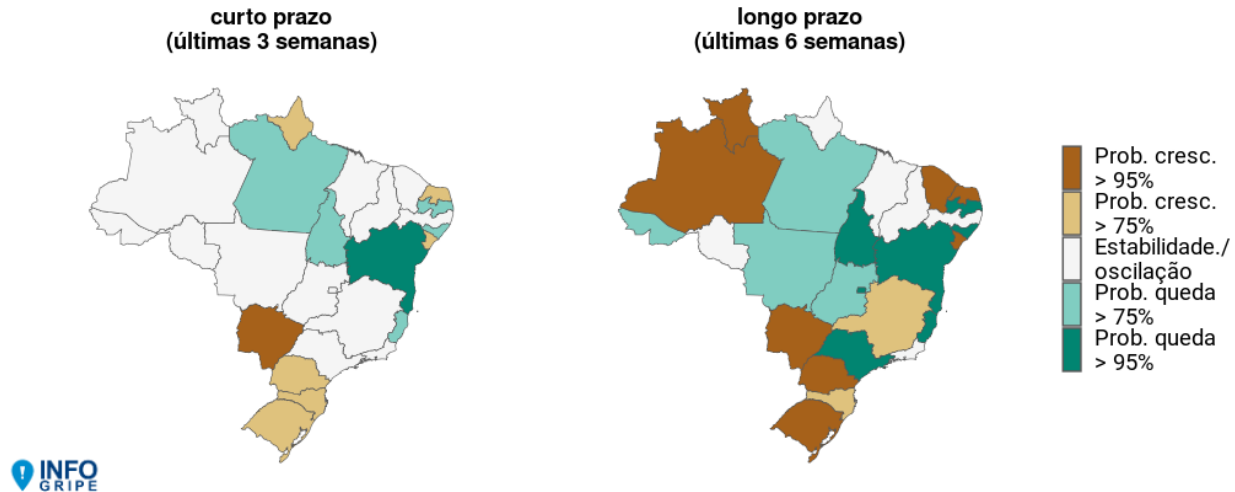 curto prazo
(últimas 3 semanas)
longo prazo
(últimas 6 semanas)
Prob. cresc.
> 95%
Prob. cresc.
> 75%
Estabilidade./
oscilação
Prob. queda
> 75%
Prob. queda
> 95%
INFO
GRIPE